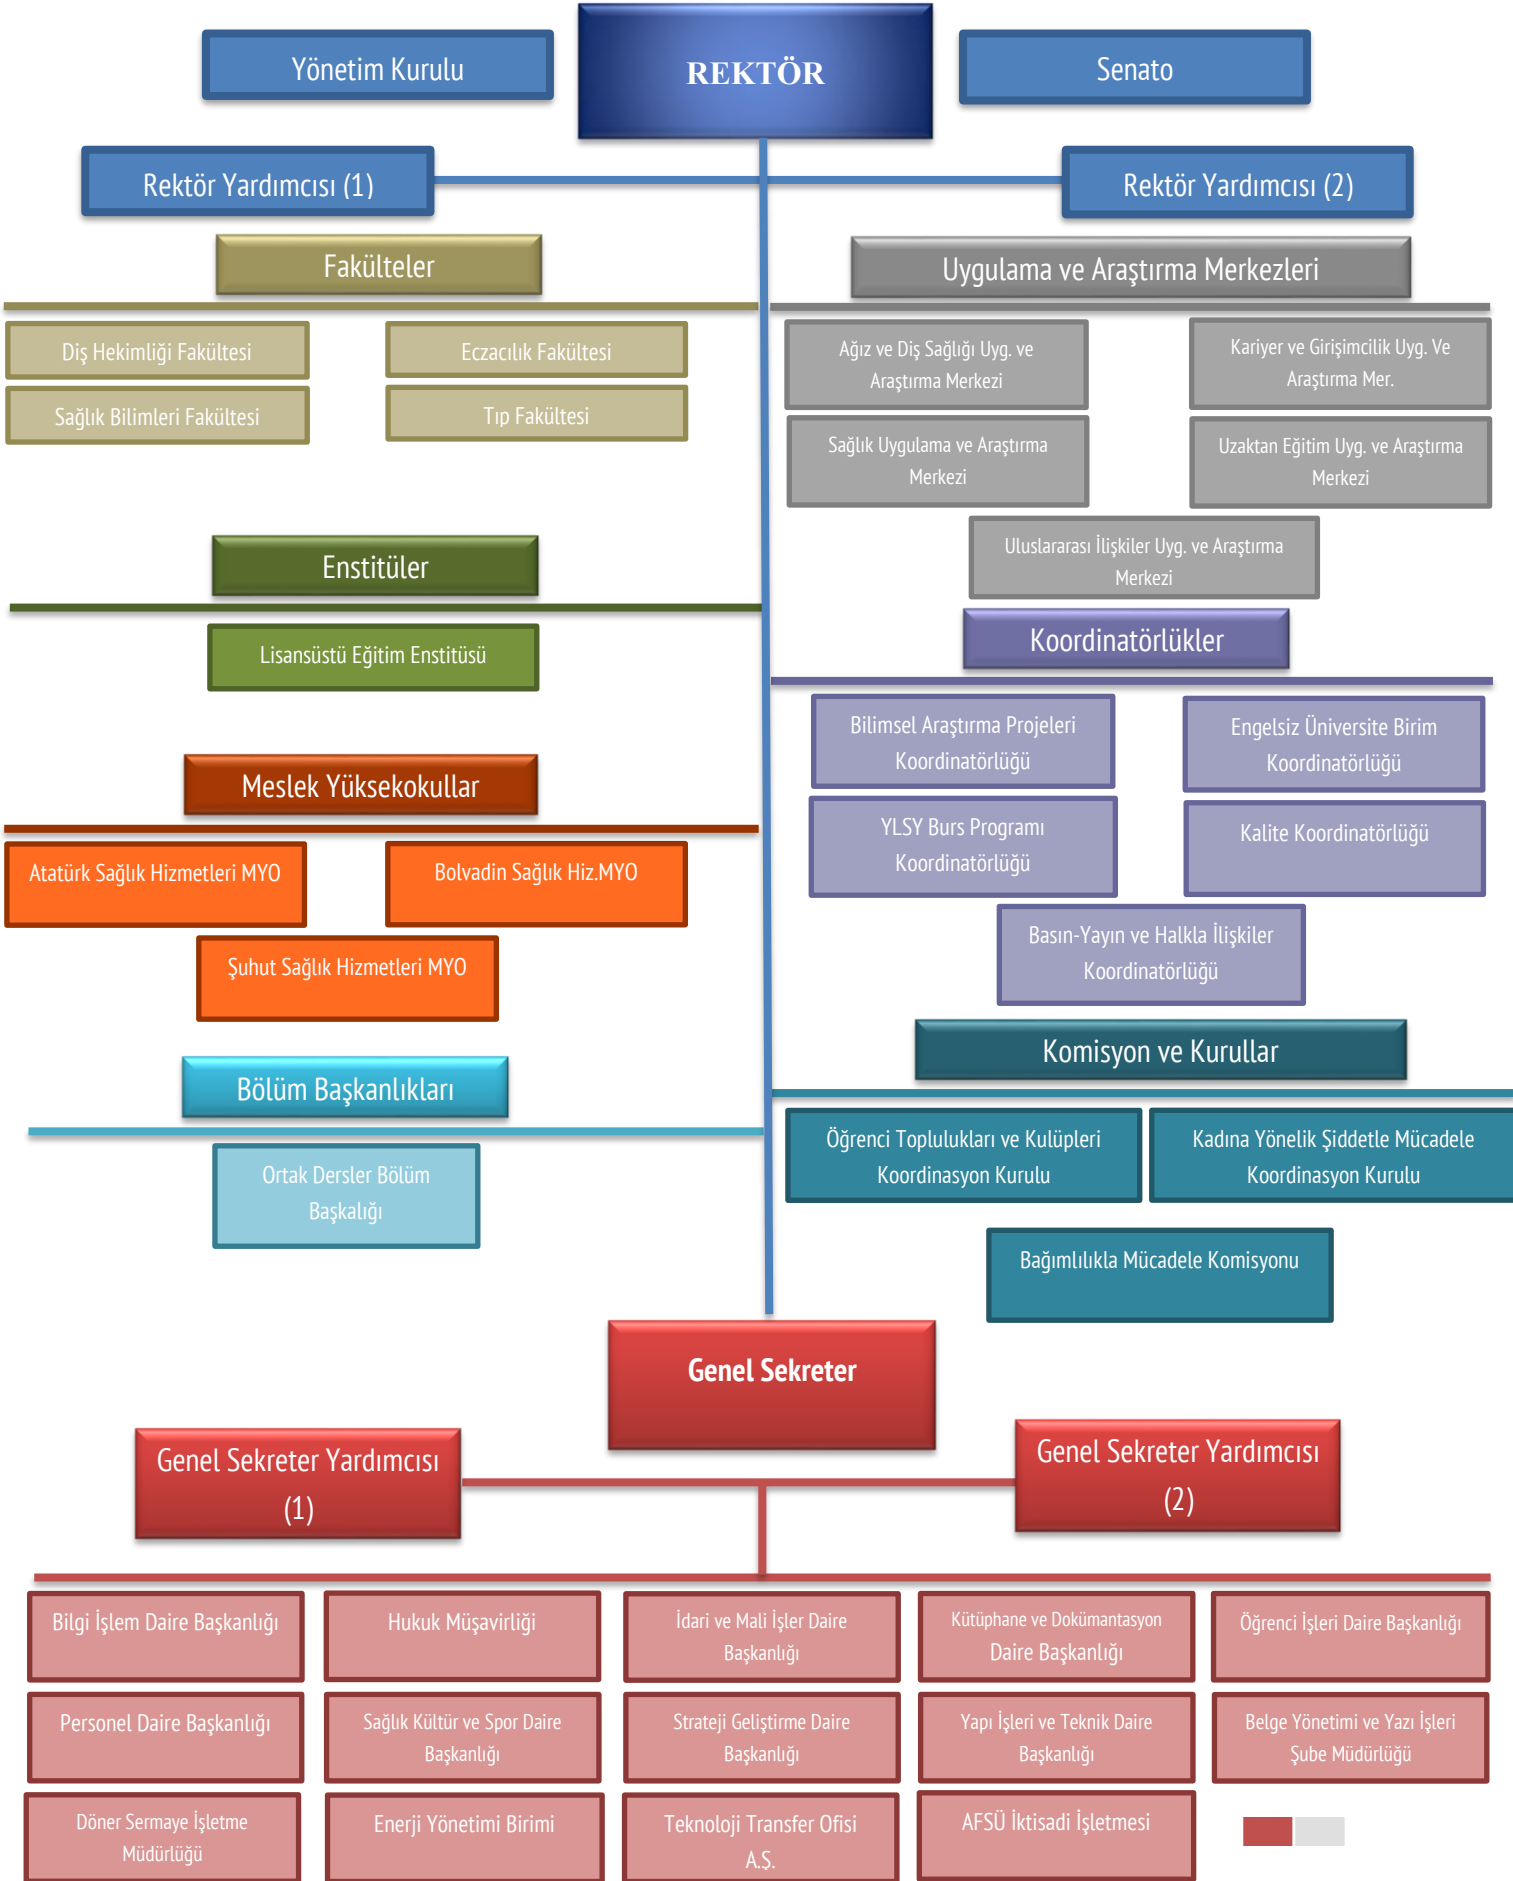 Yönetim Kurulu
REKTÖR
Senato
Rektör Yardımcısı (1)
Rektör Yardımcısı (2)
Fakülteler
Diş Hekimliği Fakültesi
Eczacılık Fakültesi
Sağlık Bilimleri Fakültesi
Tıp Fakültesi
Enstitüler
Lisansüstü Eğitim Enstitüsü
Meslek Yüksekokullar
Atatürk Sağlık Hizmetleri MYO
Bolvadin Sağlık Hiz.MYO
Şuhut Sağlık Hizmetleri MYO
Bölüm Başkanlıkları
Ortak Dersler Bölüm
Başkalığı
Uygulama ve Araştırma Merkezleri
Ağız ve Diş Sağlığı Uyg. ve
Araştırma Merkezi
Kariyer ve Girişimcilik Uyg. Ve
Araştırma Mer.
Sağlık Uygulama ve Araştırma
Merkezi
Uzaktan Eğitim Uyg. ve Araştırma
Merkezi
Uluslararası İlişkiler Uyg. ve Araştırma
Merkezi
Koordinatörlükler
Bilimsel Araştırma Projeleri
Koordinatörlüğü
Engelsiz Üniversite Birim
Koordinatörlüğü
YLSY Burs Programı
Koordinatörlüğü
Kalite Koordinatörlüğü
Basın-Yayın ve Halkla İlişkiler
Koordinatörlüğü
Komisyon ve Kurullar
Öğrenci Toplulukları ve Kulüpleri
Koordinasyon Kurulu
Kadına Yönelik Şiddetle Mücadele
Koordinasyon Kurulu
Bağımlılıkla Mücadele Komisyonu
Genel Sekreter
Genel Sekreter Yardımcısı
(1)
Genel Sekreter Yardımcısı
(2)
Bilgi İşlem Daire Başkanlığı
Hukuk Müşavirliği
İdari ve Mali İşler Daire
Başkanlığı
Kütüphane ve Dokümantasyon
Daire Başkanlığı
Öğrenci İşleri Daire Başkanlığı
Personel Daire Başkanlığı
Sağlık Kültür ve Spor Daire
Başkanlığı
Strateji Geliştirme Daire
Başkanlığı
Yapı İşleri ve Teknik Daire
Başkanlığı
Belge Yönetimi ve Yazı İşleri
Şube Müdürlüğü
Döner Sermaye İşletme
Müdürlüğü
Enerji Yönetimi Birimi
Teknoloji Transfer Ofisi
A.Ş.
AFSÜ İktisadi İşletmesi